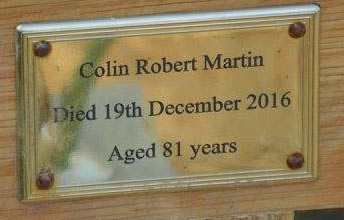 Colin Robert Martin
Died 19th December 2016
Aged 81 years